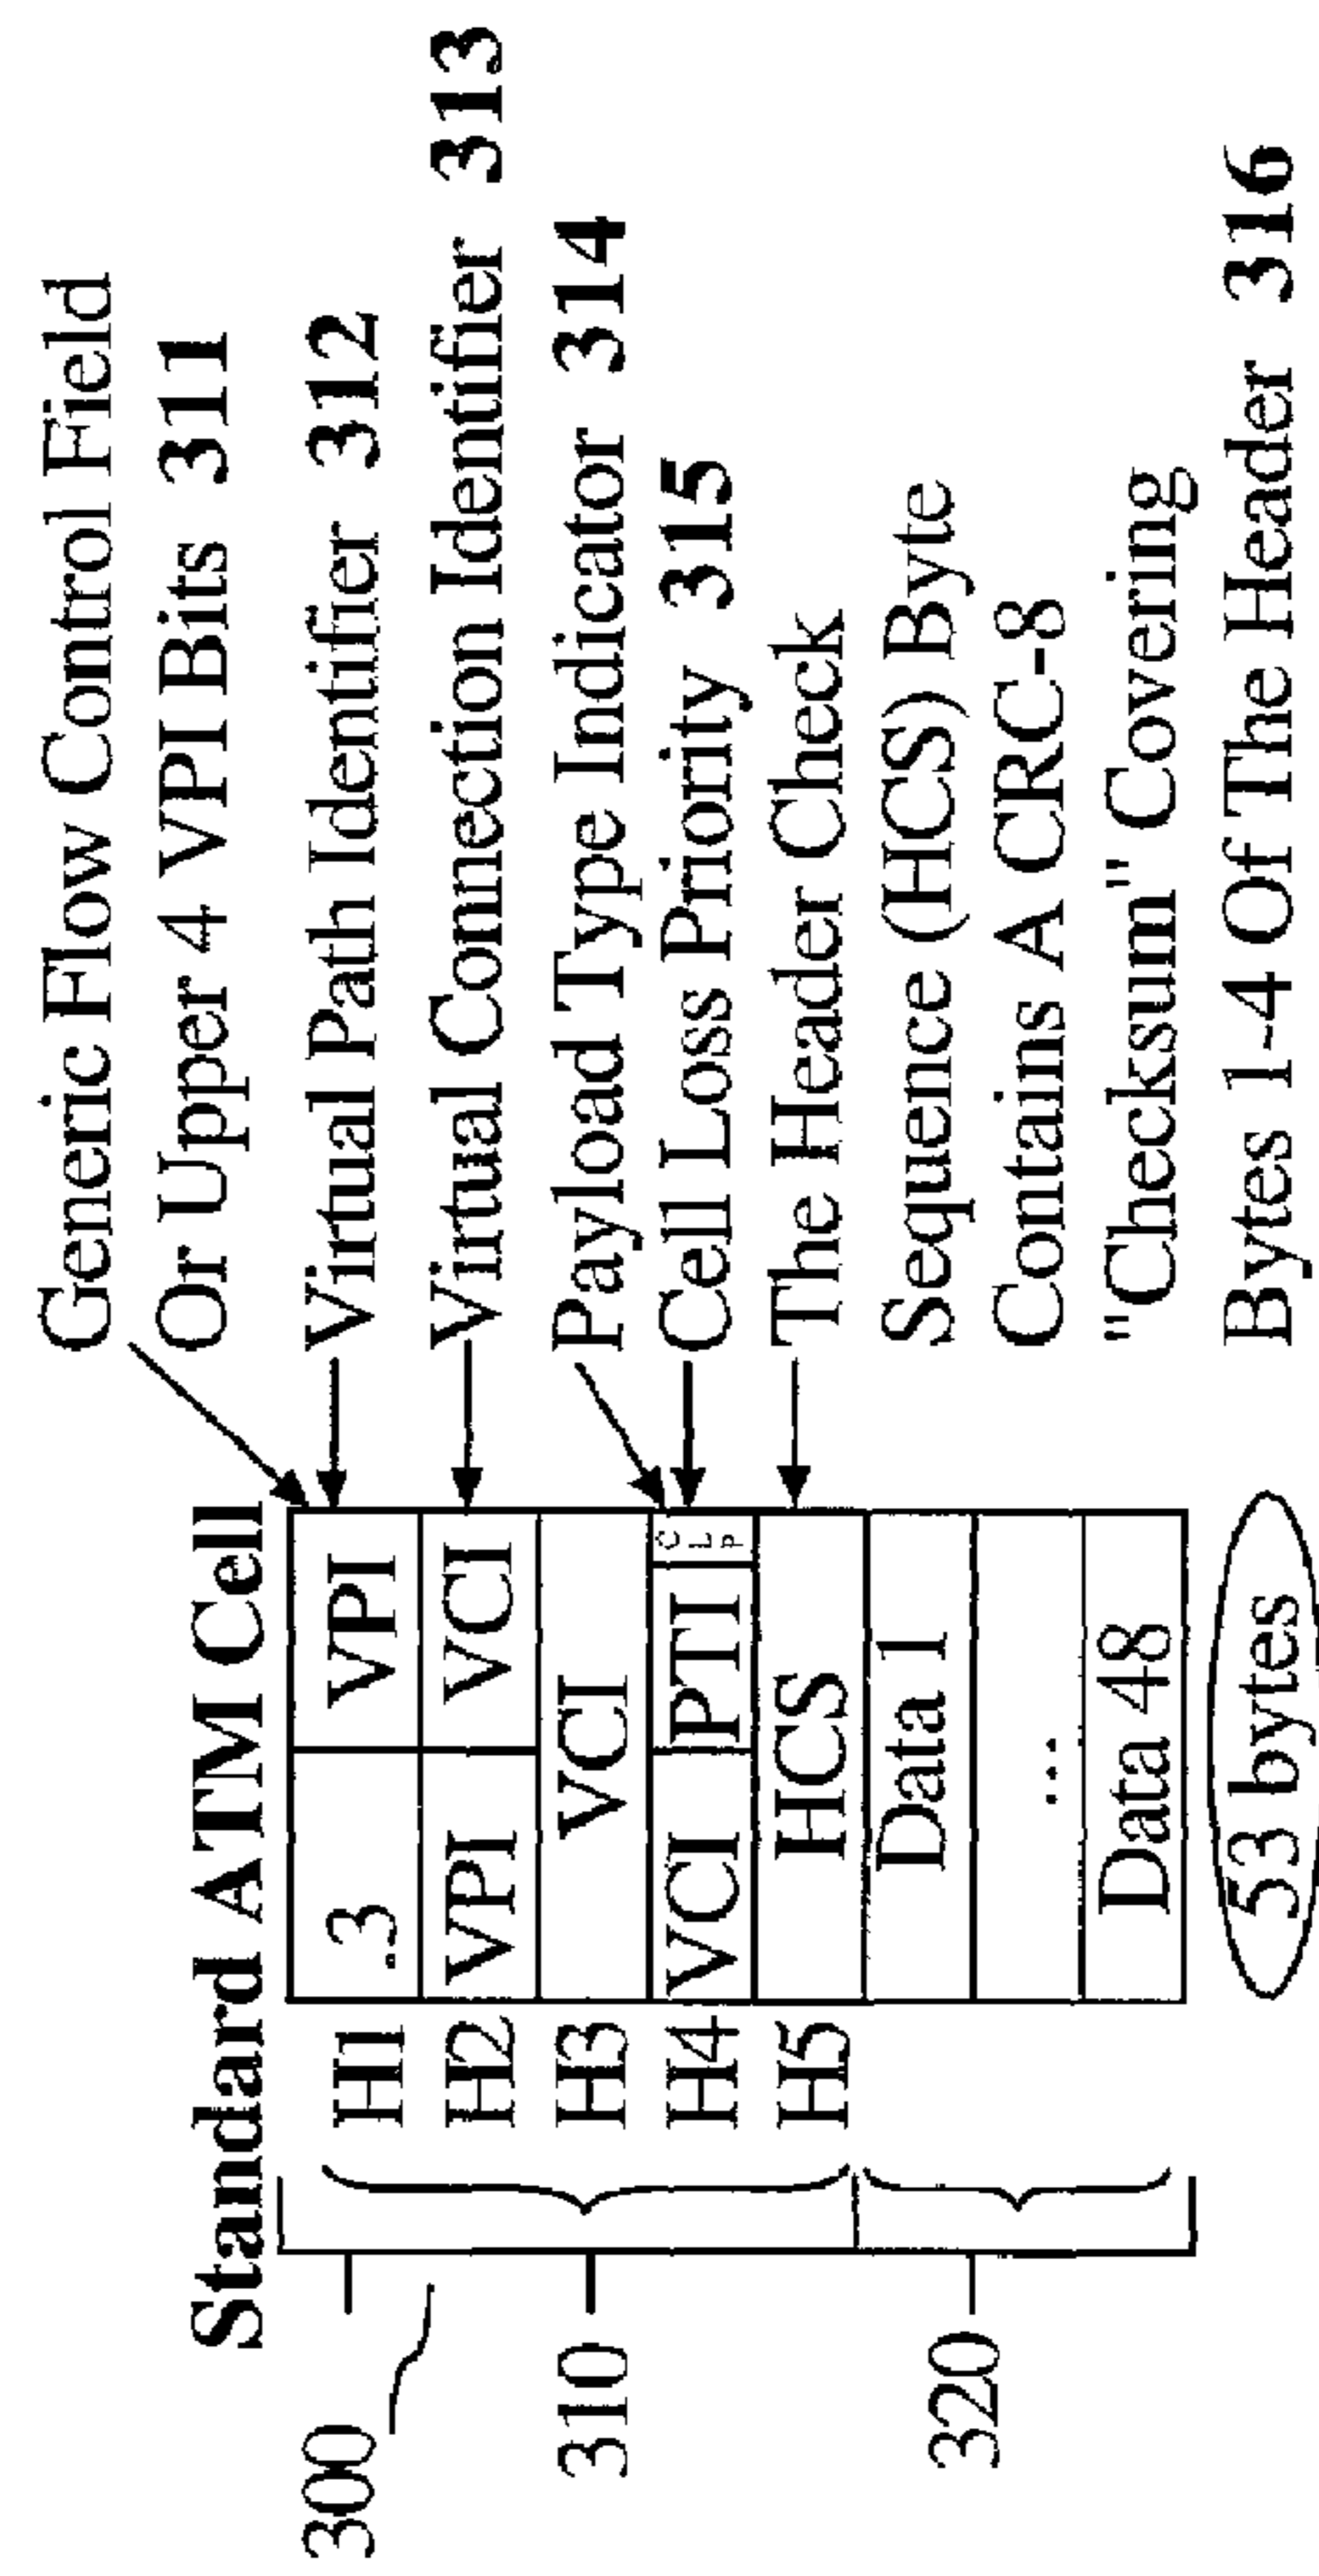 Standard ATM Cell
300
310
320
H1 ..3 VPI
H2 VPI VCI
H3 VCI
H4 VCI PTI CLP
H5 HCS
Data 1
...
Data 48
53 bytes
Generic Flow Control Field
Or Upper 4 VPI Bits 311
Virtual Path Identifier 312
Virtual Connection Identifier 313
Payload Type Indicator 314
Cell Loss Priority 315
The Header Check
Sequence (HCS) Byte
Contains A CRC-8
"Checksum" Covering
Bytes 1-4 Of The Header 316